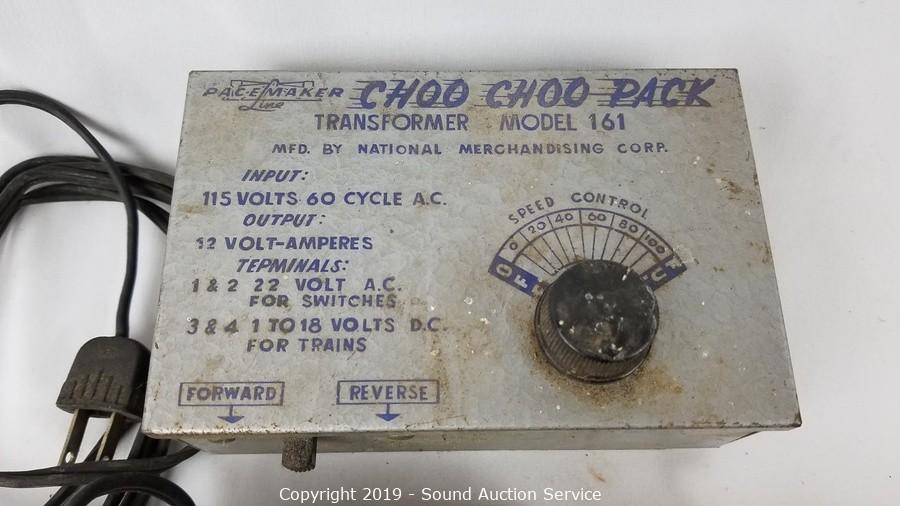 PACEMAKER Line
CHOO CHOO PACK
TRANSFORMER MODEL 161
MFD. BY NATIONAL MERCHANDISING CORP.
INPUT:
115 VOLTS 60 CYCLE A.C.
OUTPUT:
12 VOLT-AMPERES
TEPMINALS:
1 & 2 22 VOLT A.C.
FOR SWITCHES
3 & 4 1 TO 18 VOLTS D.C.
FOR TRAINS
SPEED CONTROL
0 20 40 60 80 100
OFF
FORWARD
REVERSE
Copyright 2019 - Sound Auction Service